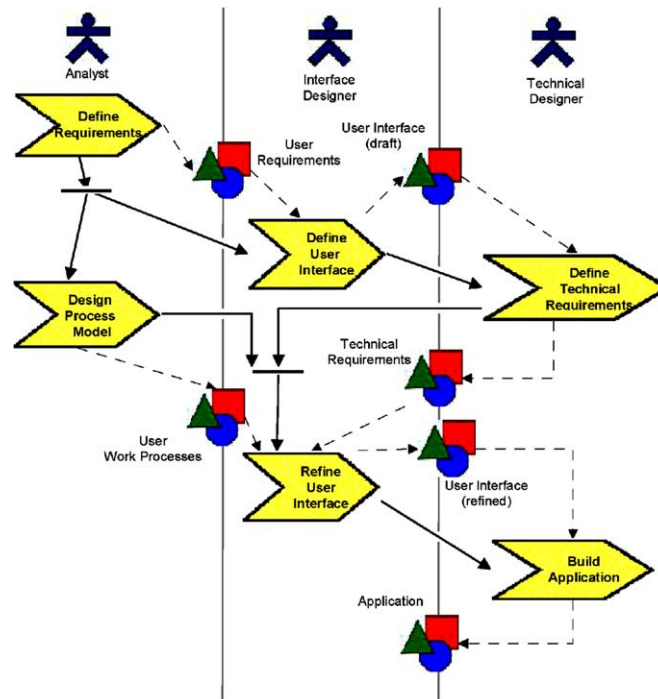 Analyst
Interface
Designer
Technical
Designer
Define
Requirements
User
Requirements
User Interface
(draft)
Define
User
Interface
Define
Technical
Requirements
Design
Process
Model
Technical
Requirements
User
Work Processes
Refine
User
Interface
User Interface
(refined)
Build
Application
Application